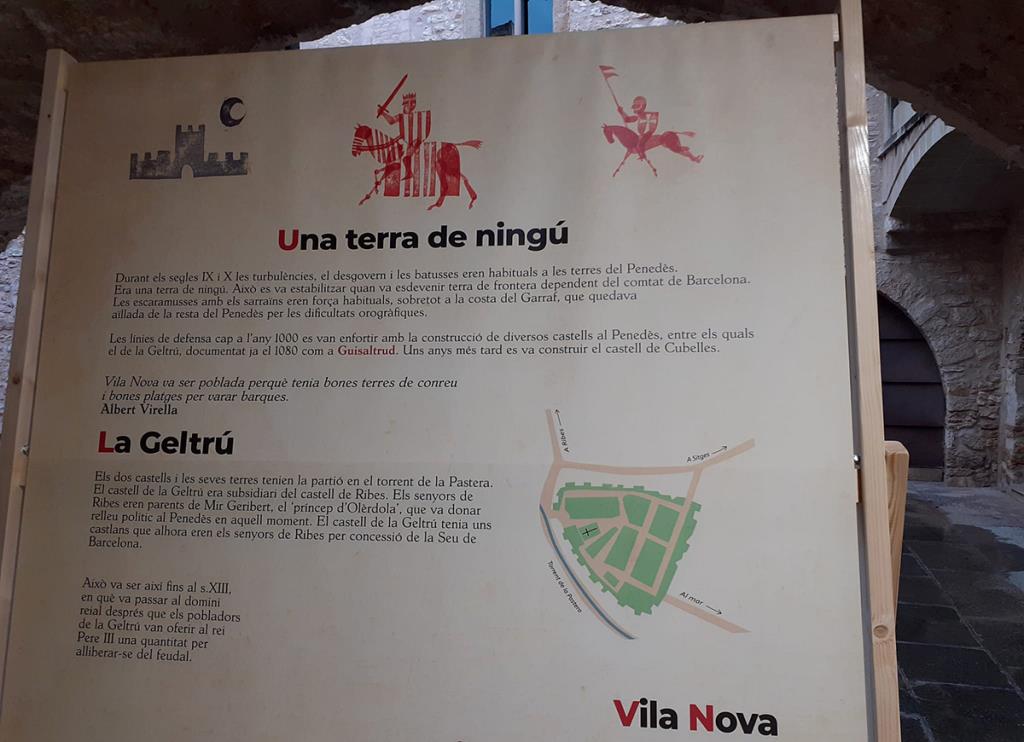 Una terra de ningú
Durant els segles IX i X les turbulències, el desgovern i les batusses eren habituals a les terres del Penedès.
Era una terra de ningú. Això es va estabilitzar quan va esdevenir terra de frontera dependent del comtat de Barcelona.
Les escaramusses amb els sarraïns eren força habituals, sobretot a la costa del Garraf, que quedava
aïllada de la resta del Penedès per les dificultats orogràfiques.
Les línies de defensa cap a l'any 1000 es van enfortir amb la construcció de diversos castells al Penedès, entre els quals
el de la Geltrú, documentat ja el 1080 com a Guisaltrud. Uns anys més tard es va construir el castell de Cubelles.
Vila Nova va ser poblada perquè tenia bones terres de conreu
i bones platges per varar barques.
Albert Virella
La Geltrú
Els dos castells i les seves terres tenien la partió en el torrent de la Pastera.
El castell de la Geltrú era subsidiari del castell de Ribes. Els senyors de
Ribes eren parents de Mir Geribert, el 'príncep d'Olèrdola', que va donar
relleu polític al Penedès en aquell moment. El castell de la Geltrú tenia uns
castlans que alhora eren els senyors de Ribes per concessió de la Seu de
Barcelona.
Això va ser així fins al s.XIII,
en què va passar al domini
reial després que els pobladors
de la Geltrú van oferir al rei
Pere III una quantitat per
alliberar-se del feudal.
A Ribes
A Sitges
Torrent de la Pastera
Al mar
Vila Nova